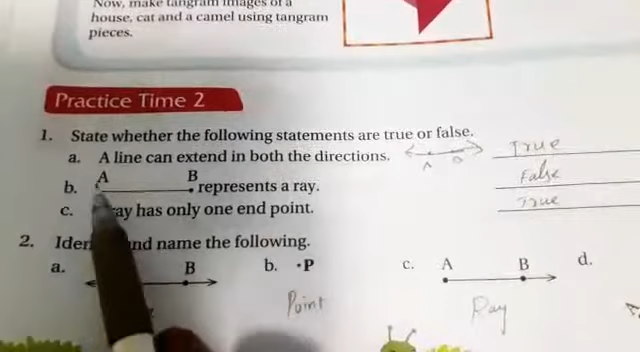 Now, make tangram images of a
house, cat and a camel using tangram
pieces.
Practice Time 2
1. State whether the following statements are true or false.
a. A line can extend in both the directions. True
A B
b. represents a ray. False
c. ray has only one end point. True
2. and name the following.
a. B b. P c. A B d.
Point Ray